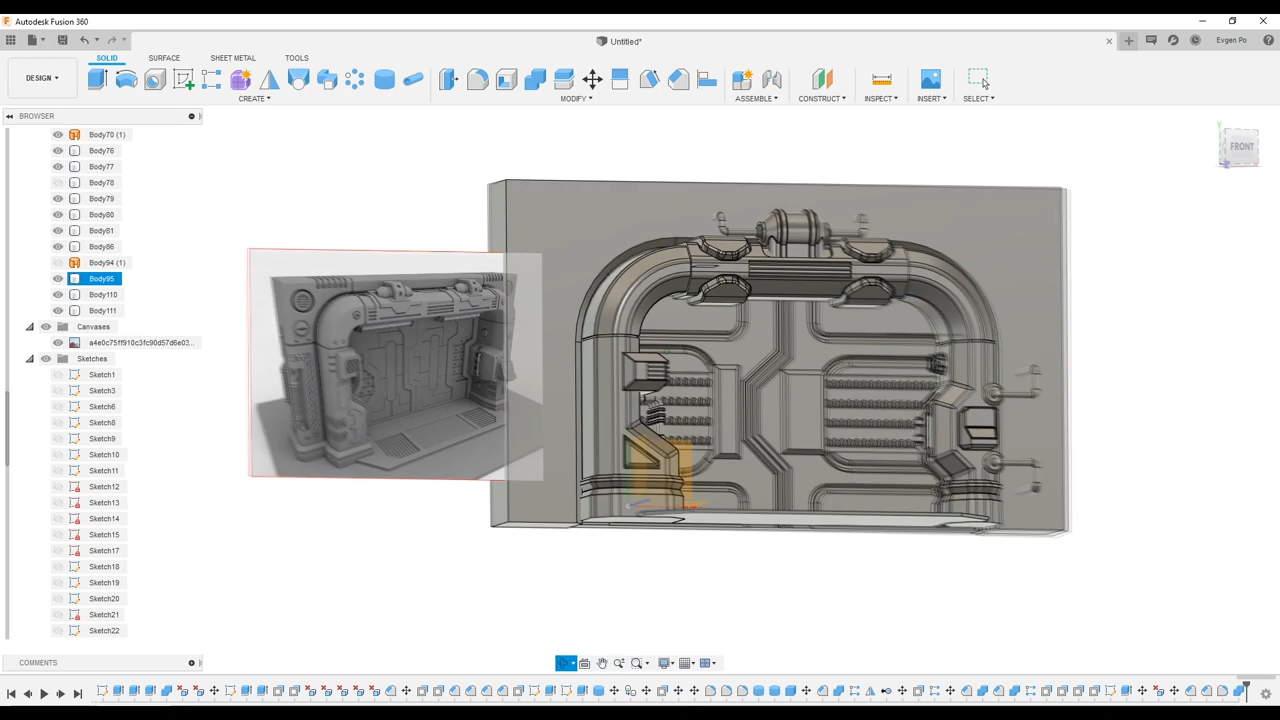 Autodesk Fusion 360
Untitled*
Evgen Po
SOLID SURFACE SHEET METAL TOOLS
DESIGN
CREATE MODIFY ASSEMBLE CONSTRUCT INSPECT INSERT SELECT
BROWSER
FRONT
Body70 (1)
Body76
Body77
Body78
Body79
Body80
Body81
Body86
Body94 (1)
Body95
Body110
Body111
Canvases
a4e0c75ff910c3fc90d57d6e03...
Sketches
Sketch1
Sketch3
Sketch6
Sketch8
Sketch9
Sketch10
Sketch11
Sketch12
Sketch13
Sketch14
Sketch15
Sketch17
Sketch18
Sketch19
Sketch20
Sketch21
Sketch22
COMMENTS